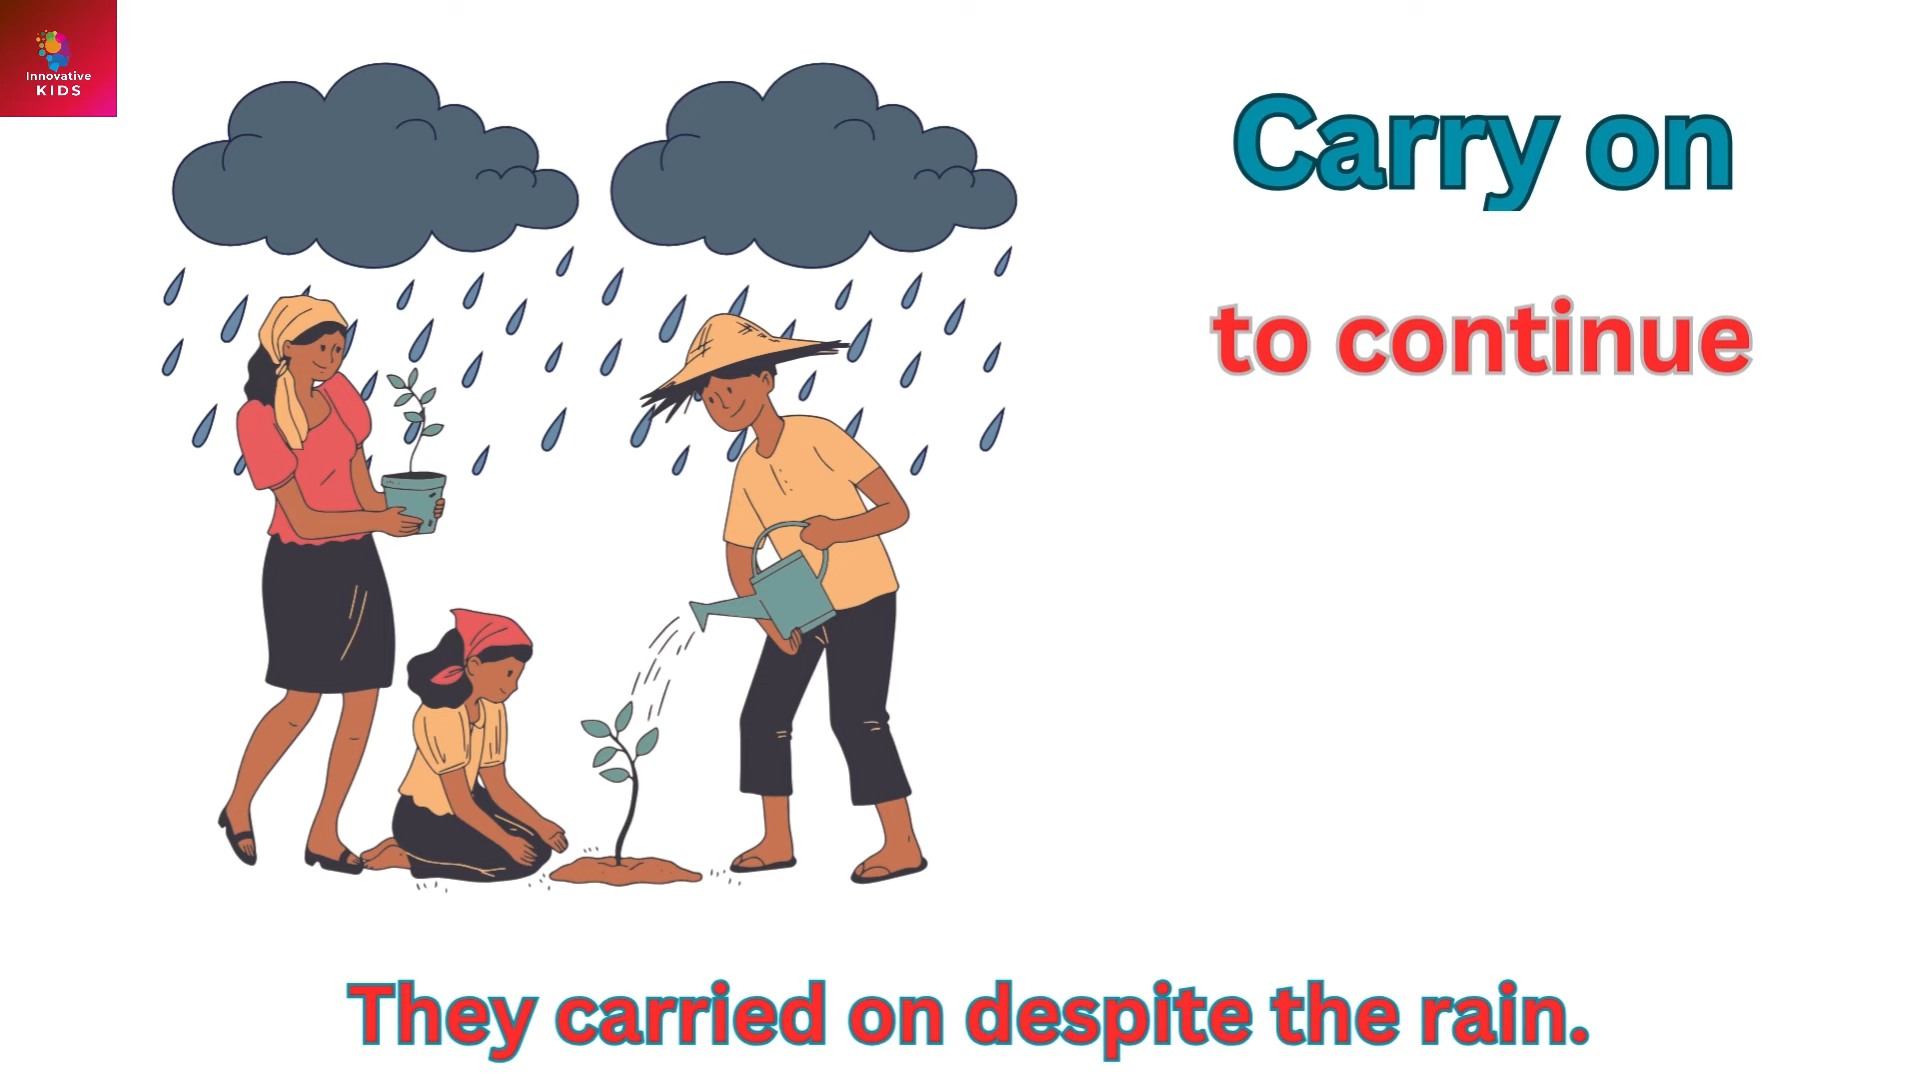 Innovative
KIDS
Carry on
to continue
They carried on despite the rain.